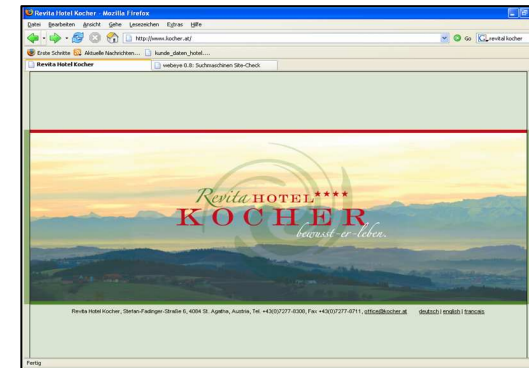 Revita Hotel Kocher - Mozilla Firefox
Datei Bearbeiten Ansicht Gehe Lesezeichen Extras Hilfe
http://www.kocher.at/ Go revital kocher
Erste Schritte Aktuelle Nachrichten... kunde_daten_hotel....
Revita Hotel Kocher webeye 0.8: Suchmaschinen Site-Check
Revita HOTEL ****
KOCHER
bewusst-er-leben.
Revita Hotel Kocher, Stefan-Fadinger-Straße 6, 4084 St. Agatha, Austria, Tel. +43(0)7277-8308, Fax +43(0)7277-8711, office@kocher.at deutsch | english | francais
Fertig